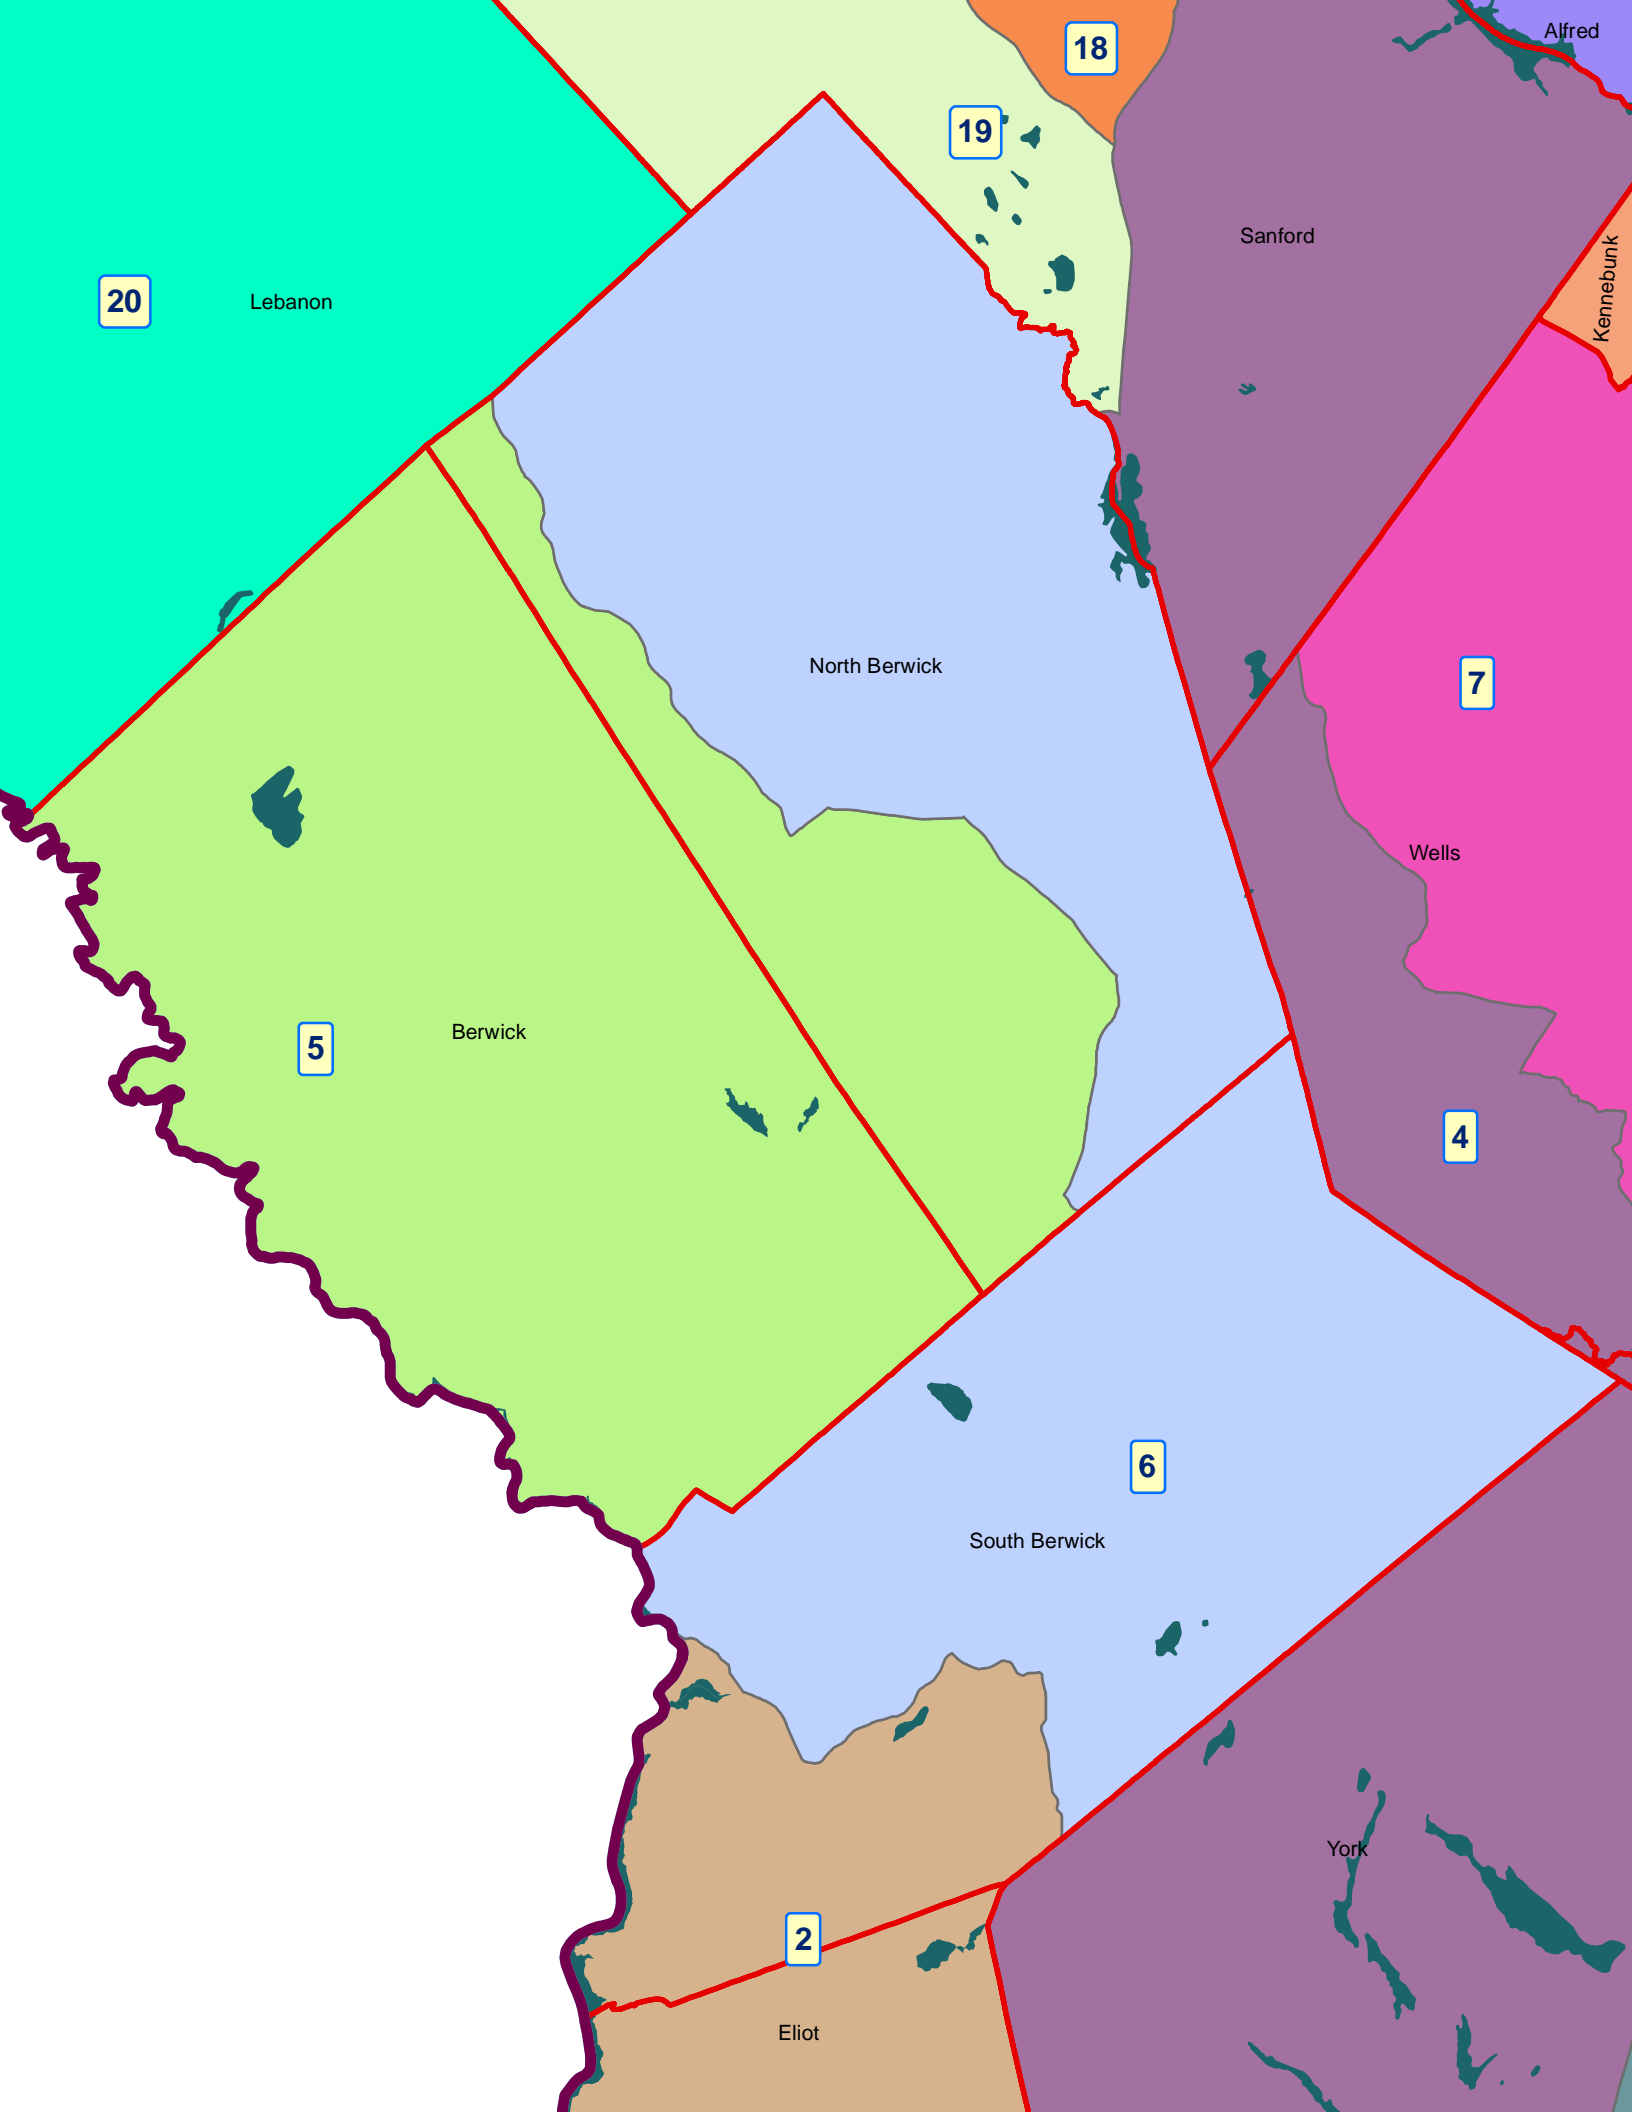 Alfred
18
19
Sanford
Kennebunk
20
Lebanon
North Berwick
7
Wells
Berwick
5
4
6
South Berwick
York
2
Eliot